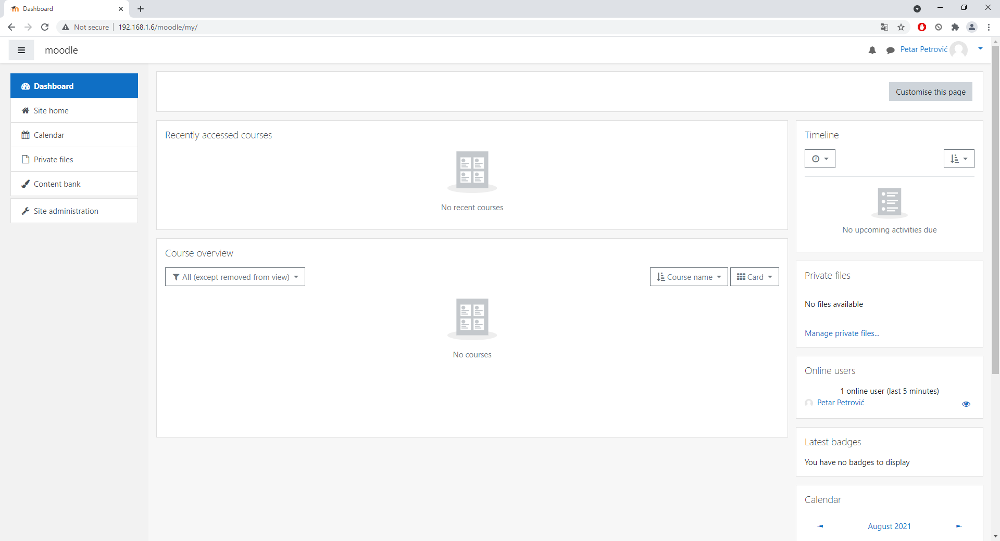 Dashboard
Not secure
192.168.1.6/moodle/my/
moodle
Petar Petrović
Dashboard
Site home
Calendar
Private files
Content bank
Site administration
Customise this page
Recently accessed courses
No recent courses
Course overview
All (except removed from view)
Course name
Card
No courses
Timeline
No upcoming activities due
Private files
No files available
Manage private files...
Online users
1 online user (last 5 minutes)
Petar Petrović
Latest badges
You have no badges to display
Calendar
August 2021